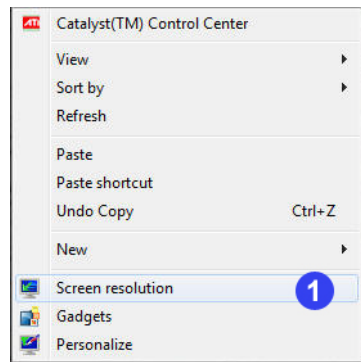 ATI Catalyst(TM) Control Center
View
Sort by
Refresh
Paste
Paste shortcut
Undo Copy Ctrl+Z
New
Screen resolution 1
Gadgets
Personalize